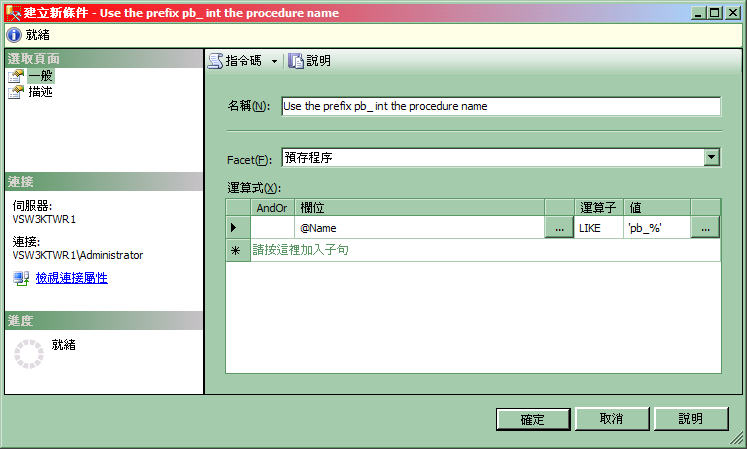 建立新條件 - Use the prefix pb_ int the procedure name
就緒
選取頁面
一般
描述
指令碼
說明
名稱(N): Use the prefix pb_ int the procedure name
Facet(F): 預存程序
運算式(X):
AndOr 欄位 運算子 值
@Name ... LIKE 'pb_%' ...
請按這裡加入子句
連接
伺服器:
VSW3KTWR1
連接:
VSW3KTWR1\Administrator
檢視連接屬性
進度
就緒
確定 取消 說明